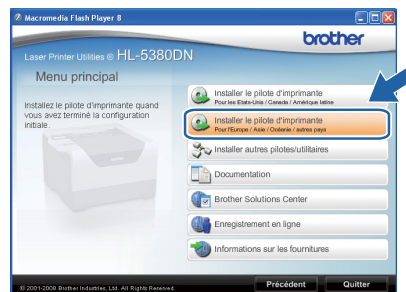 Macromedia Flash Player 8
brother
Laser Printer Utilities © HL-5380DN
Menu principal
Installez le pilote d'imprimante quand
vous avez terminé la configuration
initiale.
Installer le pilote d'imprimante
Pour les Etats-Unis / Canada / Amérique latine
Installer le pilote d'imprimante
Pour l'Europe / Asie / Océanie / autres pays
Installer autres pilotes/utilitaires
Documentation
Brother Solutions Center
Enregistrement en ligne
Informations sur les fournitures
© 2001-2008 Brother Industries, Ltd. All Rights Reserved.
Précédent
Quitter